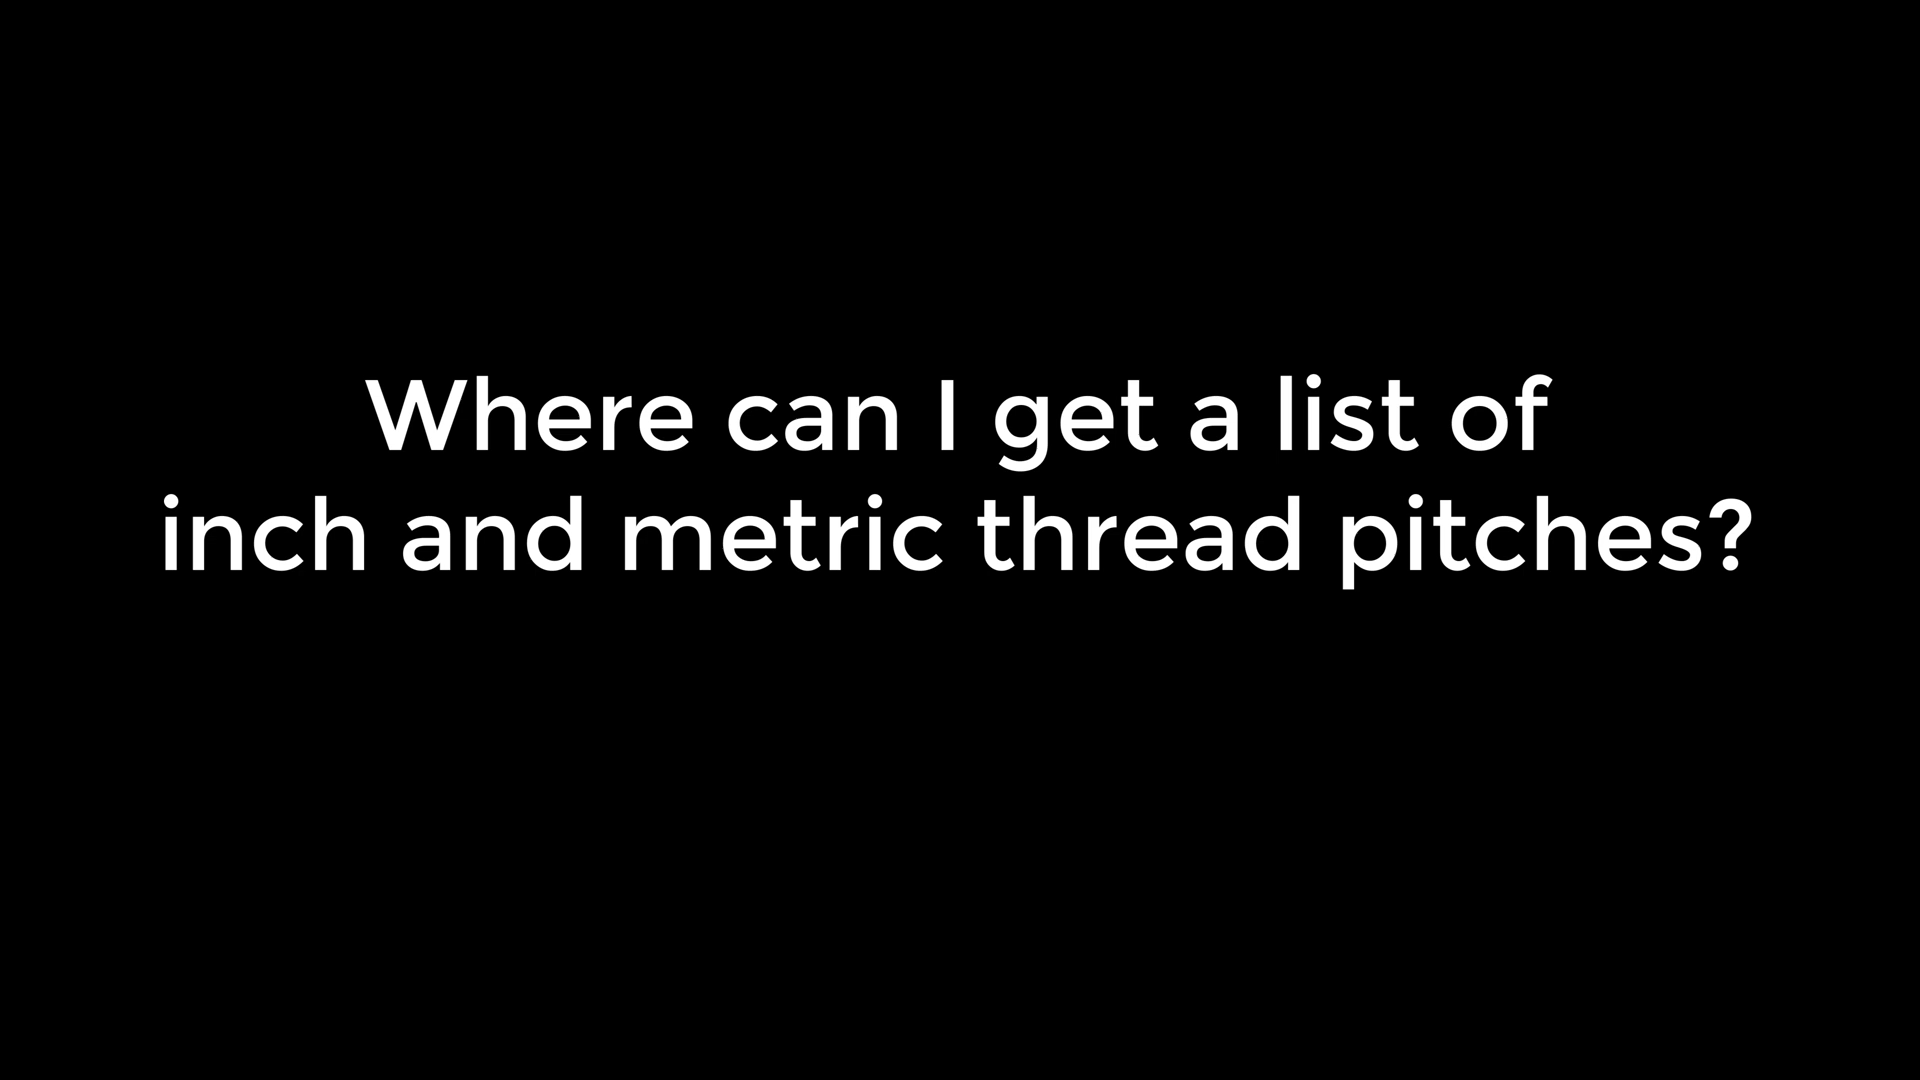 Where can I get a list of
inch and metric thread pitches?